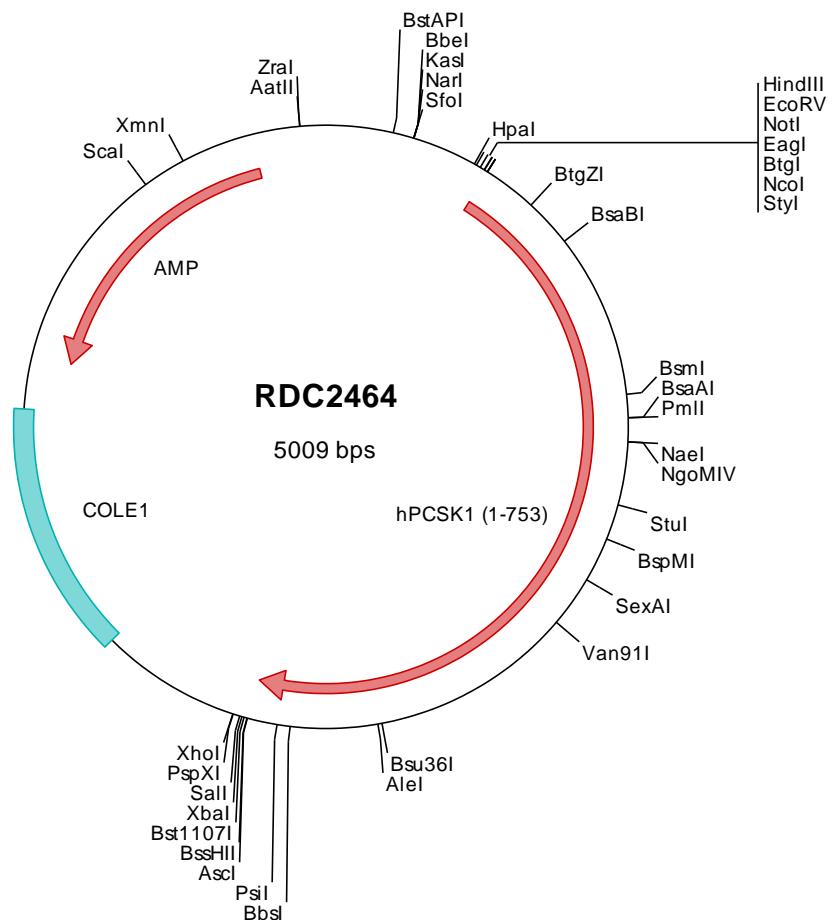 BstAPI
BbeI
KasI
NarI
SfoI
ZraI
AatII
XmnI
ScaI
HpaI
HindIII
EcoRV
NotI
EagI
BtgI
NcoI
StyI
BtgZI
BsaBI
AMP
BsmI
BsaAI
PmlI
RDC2464
5009 bps
NaeI
NgoMIV
COLE1
hPCSK1 (1-753)
StuI
BspMI
SexAI
Van91I
Bsu36I
AleI
XhoI
PspXI
SalI
XbaI
Bst1107I
BssHII
AscI
PsiI
BbsI